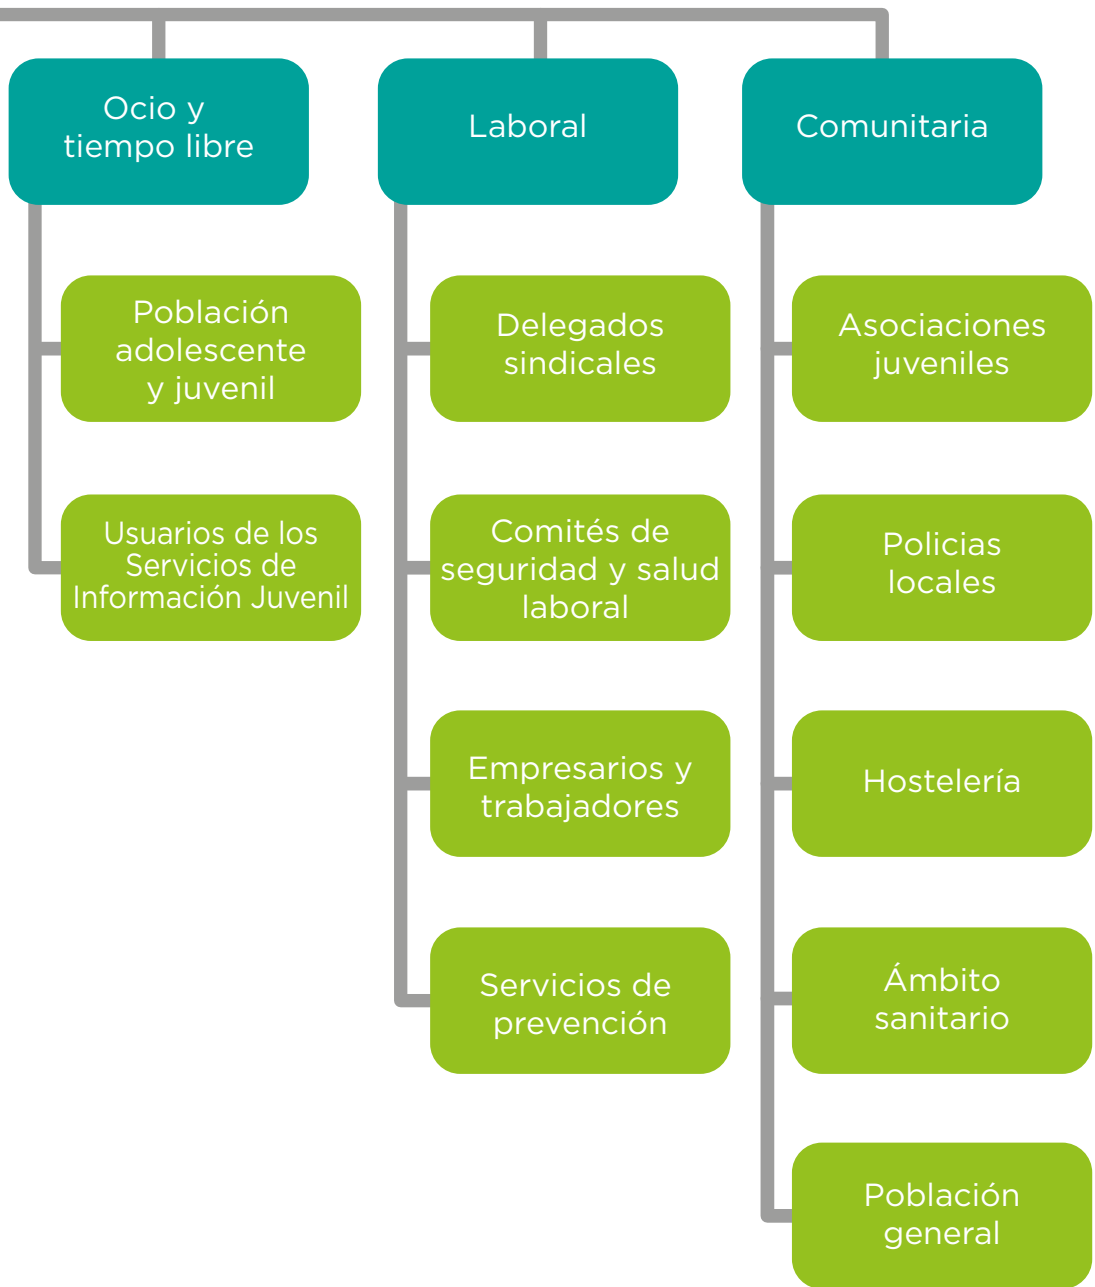 Ocio y
tiempo libre
Población
adolescente
y juvenil
Usuarios de los
Servicios de
Información Juvenil
Laboral
Delegados
sindicales
Comités de
seguridad y salud
laboral
Empresarios y
trabajadores
Servicios de
prevención
Comunitaria
Asociaciones
juveniles
Policias
locales
Hostelería
Ámbito
sanitario
Población
general